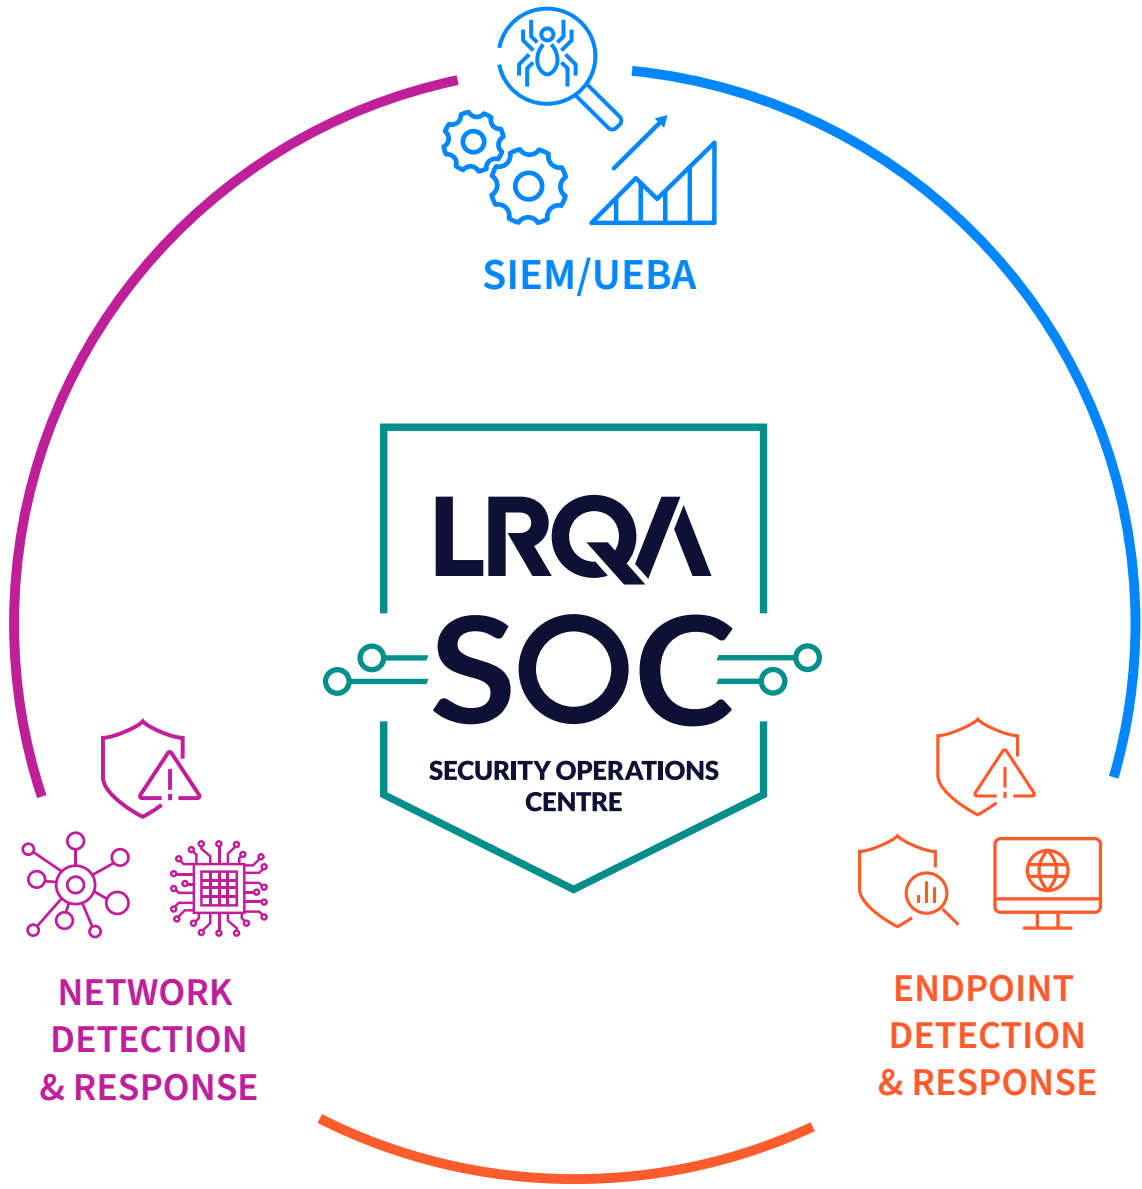 SIEM/UEBA
LRQA
SOC
SECURITY OPERATIONS
CENTRE
NETWORK
DETECTION
& RESPONSE
ENDPOINT
DETECTION
& RESPONSE